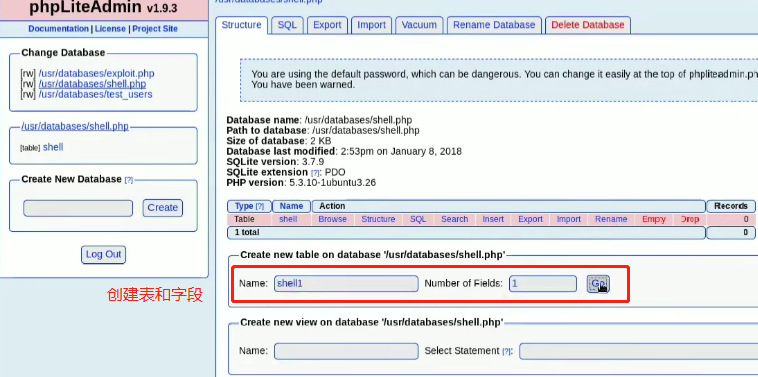 /usr/databases/shell.php
phpLiteAdmin v1.9.3
Documentation | License | Project Site
Change Database
[rw] /usr/databases/exploit.php
[rw] /usr/databases/shell.php
[rw] /usr/databases/test_users
/usr/databases/shell.php
[table] shell
Create New Database [?]
Create
Log Out
创建表和字段
Structure SQL Export Import Vacuum Rename Database Delete Database
You are using the default password, which can be dangerous. You can change it easily at the top of phpliteadmin.ph
You have been warned.
Database name: /usr/databases/shell.php
Path to database: /usr/databases/shell.php
Size of database: 2 KB
Database last modified: 2:53pm on January 8, 2018
SQLite version: 3.7.9
SQLite extension [?]: PDO
PHP version: 5.3.10-1ubuntu3.26
Type [?] Name Action Records
Table shell Browse Structure SQL Search Insert Export Import Rename Empty Drop 0
1 total 0
Create new table on database '/usr/databases/shell.php'
Name: shell1 Number of Fields: 1 Go
Create new view on database '/usr/databases/shell.php'
Name: Select Statement [?]: